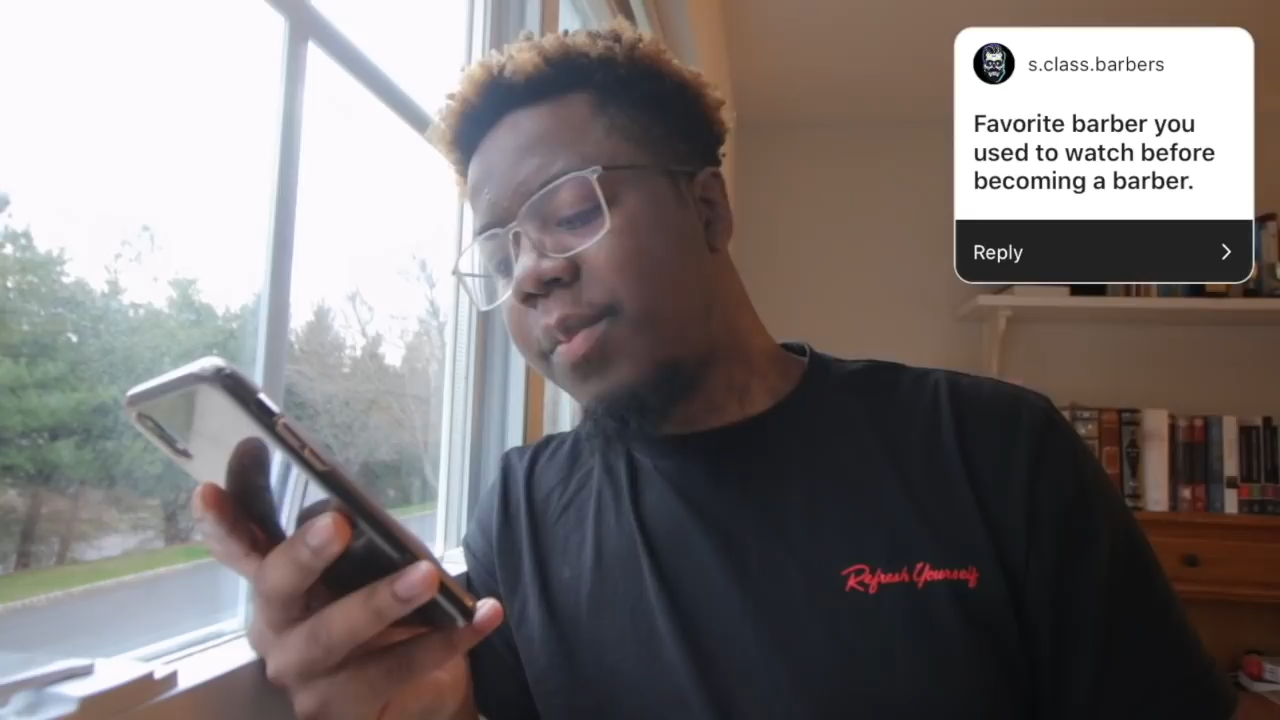 s.class.barbers
Favorite barber you
used to watch before
becoming a barber.
Reply
Refresh Yourself